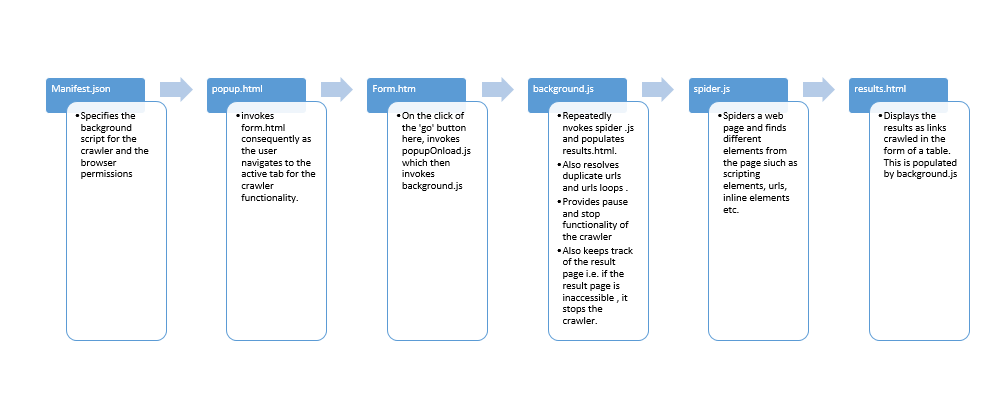 Manifest.json
•Specifies the
background
script for the
crawler and the
browser
permissions
popup.html
•invokes
form.html
consequently as
the user
navigates to the
active tab for the
crawler
functionality.
Form.htm
•On the click of
the 'go' button
here, invokes
popupOnload.js
which then
invokes
background.js
background.js
•Repeatedly
nvokes spider .js
and populates
results.html.
•Also resolves
duplicate urls
and urls loops .
•Provides pause
and stop
functionality of
the crawler
•Also keeps track
of the result
page i.e. if the
result page is
inaccessible , it
stops the
crawler.
spider.js
•Spiders a web
page and finds
different
elements from
the page siuch as
scripting
elements, urls,
inline elements
etc.
results.html
•Displays the
results as links
crawled in the
form of a table.
This is populated
by background.js